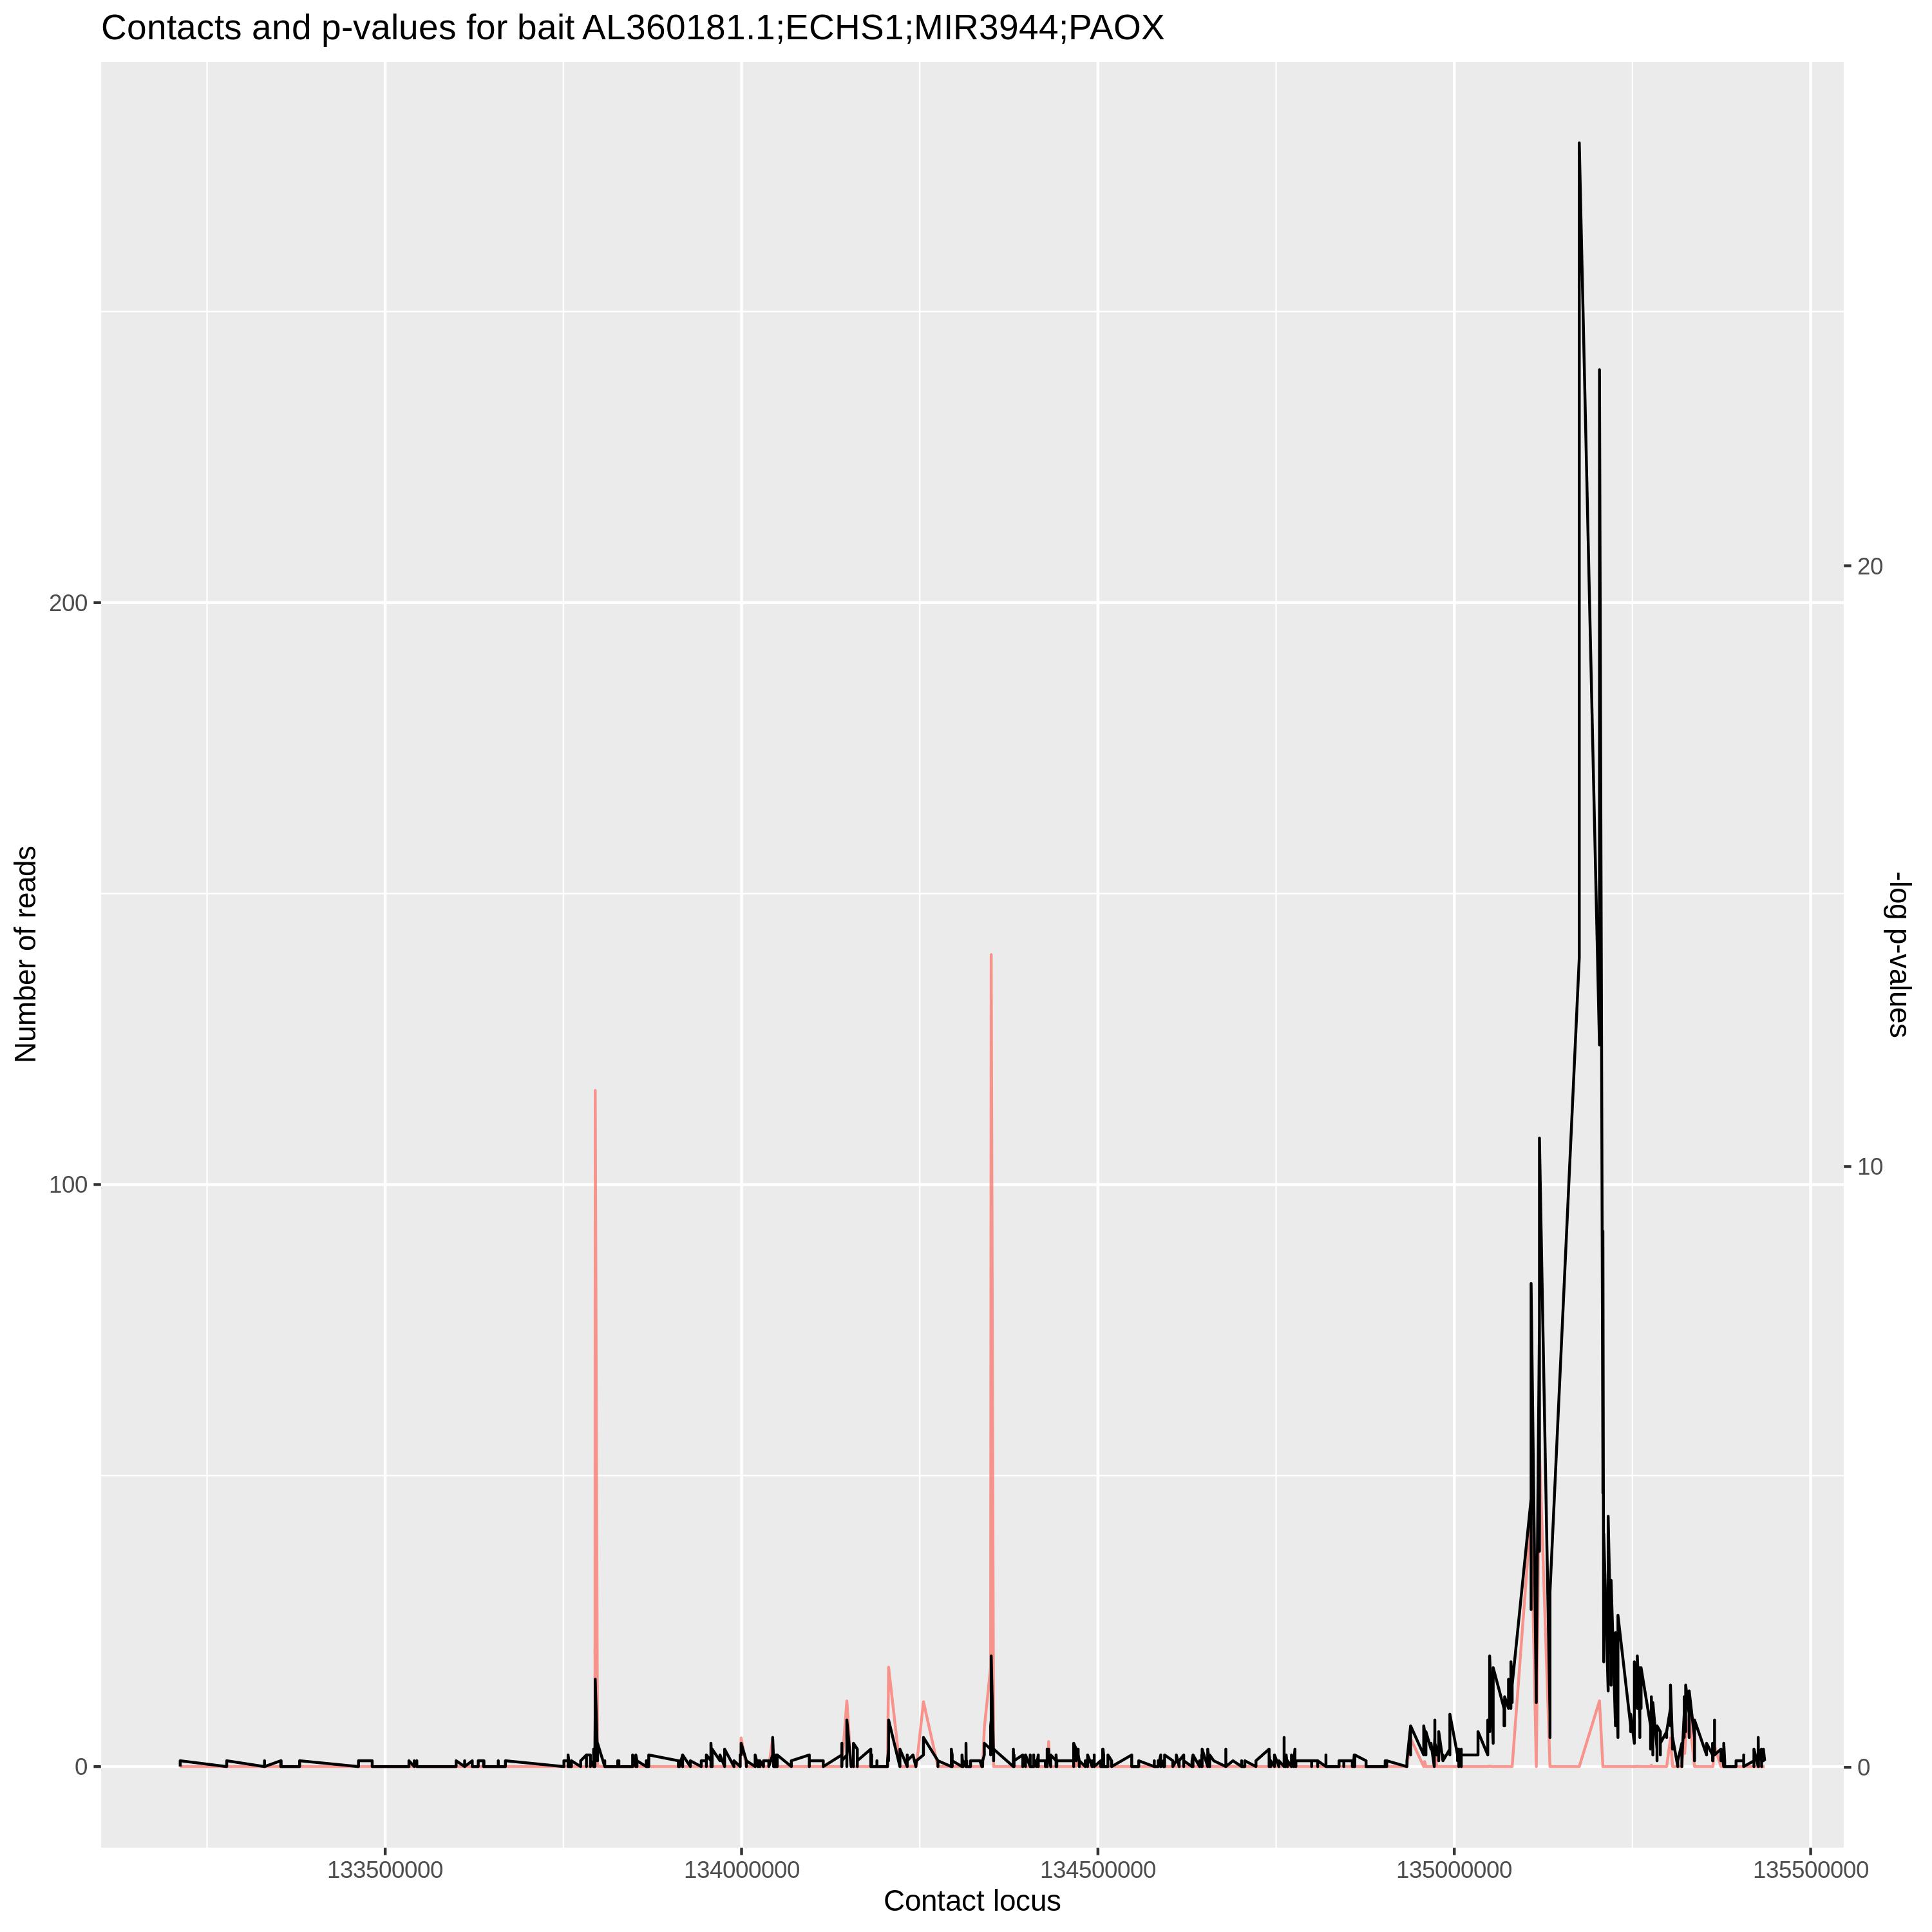 Contacts and p-values for bait AL360181.1;ECHS1;MIR3944;PAOX
Number of reads
200
100
0
20
10
0
-log p-values
133500000 134000000 134500000 135000000 135500000
Contact locus